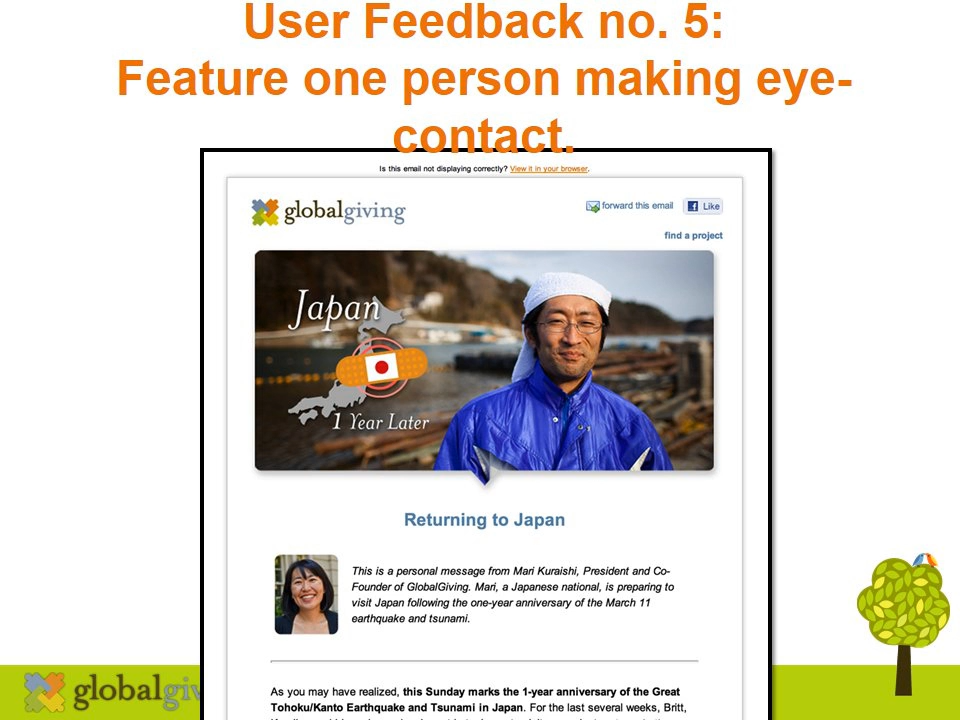 User Feedback no. 5:
Feature one person making eye-
contact.
Is this email not displaying correctly? View it in your browser.
globalgiving
forward this email
Like
find a project
Japan
1 Year Later
Returning to Japan
This is a personal message from Mari Kuraishi, President and Co-
Founder of GlobalGiving. Mari, a Japanese national, is preparing to
visit Japan following the one-year anniversary of the March 11
earthquake and tsunami.
As you may have realized, this Sunday marks the 1-year anniversary of the Great
Tohoku/Kanto Earthquake and Tsunami in Japan. For the last several weeks, Britt,
globalgiv